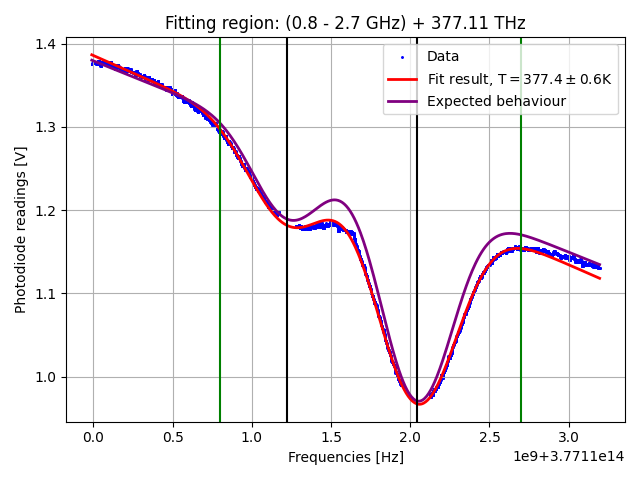 Fitting region: (0.8 - 2.7 GHz) + 377.11 THz
Photodiode readings [V]
1.4
1.3
1.2
1.1
1.0
Data
Fit result, T = 377.4 ± 0.6K
Expected behaviour
0.0 0.5 1.0 1.5 2.0 2.5 3.0
Frequencies [Hz]
1e9+3.7711e14